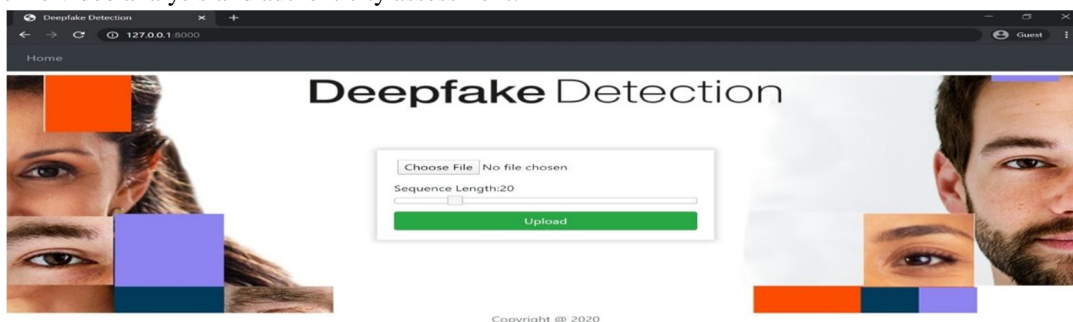 Deepfake Detection × +
127.0.0.1:8000 Guest
Home
Deepfake Detection
Choose File No file chosen
Sequence Length:20
Upload
Copyright @ 2020